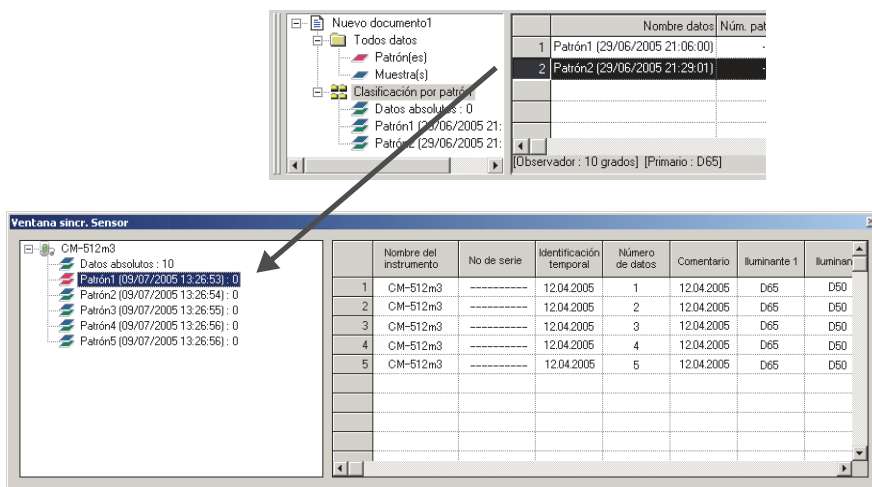 Nuevo documento1
Todos datos
Patrón(es)
Muestra(s)
Clasificación por patrón
Datos absolutos : 0
Patrón1 (29/06/2005 21:
Patrón2 (29/06/2005 21:
Nombre datos Núm. pat
1 Patrón1 (29/06/2005 21:06:00) -
2 Patrón2 (29/06/2005 21:29:01) -
[Observador : 10 grados] [Primario : D65]
Ventana sincr. Sensor
CM-512m3
Datos absolutos : 10
Patrón1 (09/07/2005 13:26:53) : 0
Patrón2 (09/07/2005 13:26:54) : 0
Patrón3 (09/07/2005 13:26:55) : 0
Patrón4 (09/07/2005 13:26:56) : 0
Patrón5 (09/07/2005 13:26:56) : 0
Nombre del instrumento No de serie Identificación temporal Número de datos Comentario Iluminante 1 Iluminan
1 CM-512m3 ---------- 12.04.2005 1 12.04.2005 D65 D50
2 CM-512m3 ---------- 12.04.2005 2 12.04.2005 D65 D50
3 CM-512m3 ---------- 12.04.2005 3 12.04.2005 D65 D50
4 CM-512m3 ---------- 12.04.2005 4 12.04.2005 D65 D50
5 CM-512m3 ---------- 12.04.2005 5 12.04.2005 D65 D50